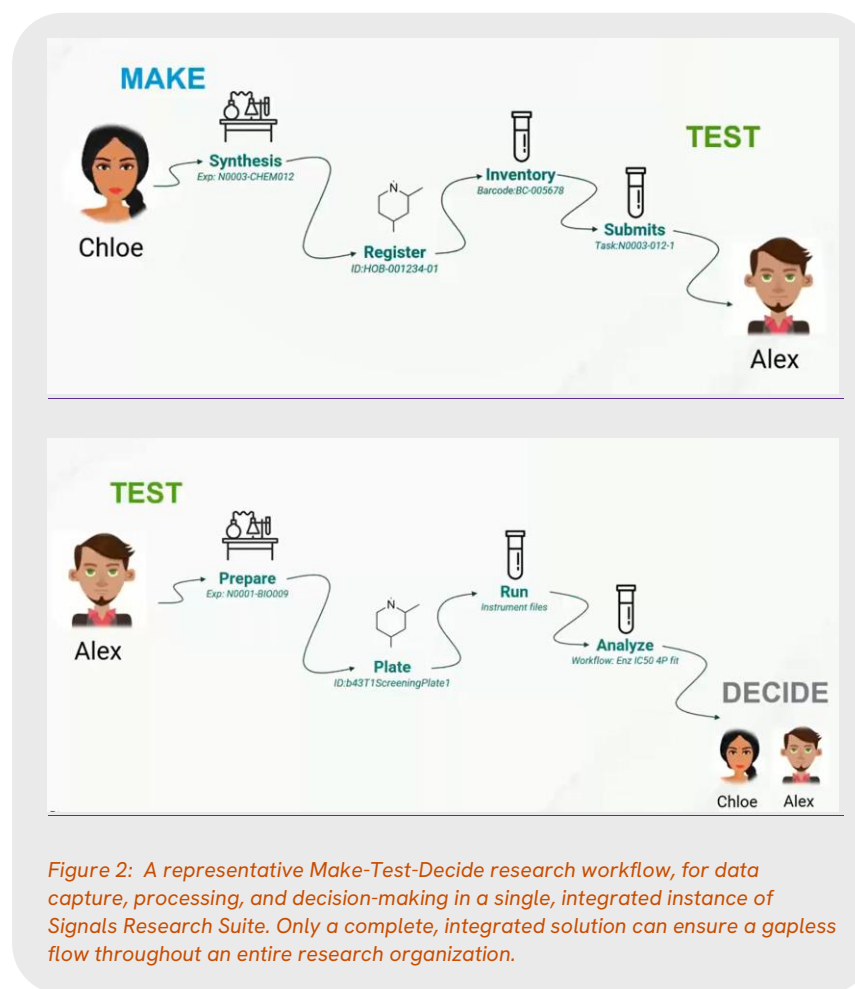 MAKE
Synthesis
Exp: N0003-CHEM012
Chloe
N
Register
ID:HOB-001234-01
Inventory
Barcode:BC-005678
TEST
Submits
Task:N0003-012-1
Alex
TEST
Alex
Prepare
Exp: N0001-BIO009
N
Plate
ID:b43T1ScreeningPlate1
Run
Instrument files
Analyze
Workflow: Enz IC50 4P fit
DECIDE
Chloe Alex
Figure 2: A representative Make-Test-Decide research workflow, for data
capture, processing, and decision-making in a single, integrated instance of
Signals Research Suite. Only a complete, integrated solution can ensure a gapless
flow throughout an entire research organization.